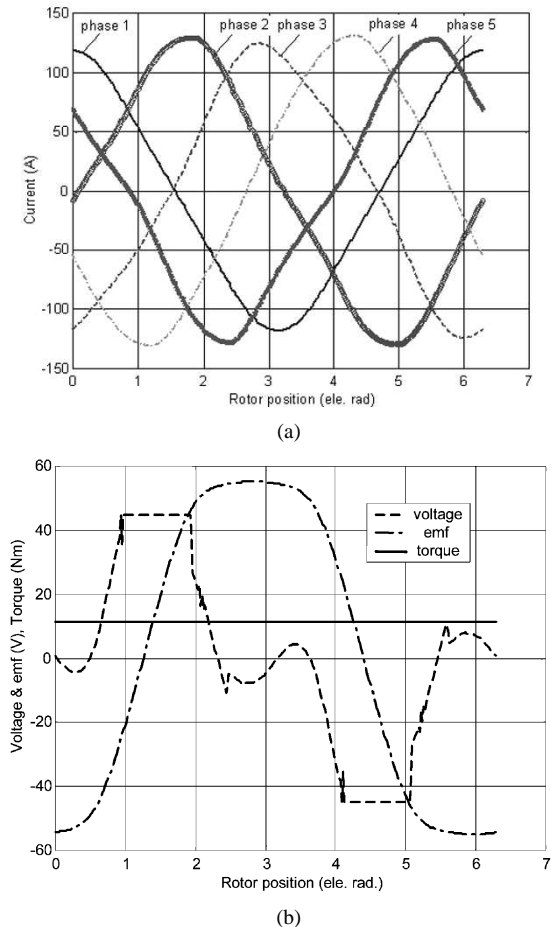 phase 1
phase 2
phase 3
phase 4
phase 5
150
100
50
0
-50
-100
-150
Current (A)
0 1 2 3 4 5 6 7
Rotor position (ele. rad)
(a)
60
40
20
0
-20
-40
-60
Voltage & emf (V), Torque (Nm)
voltage
emf
torque
0 1 2 3 4 5 6 7
Rotor position (ele. rad.)
(b)